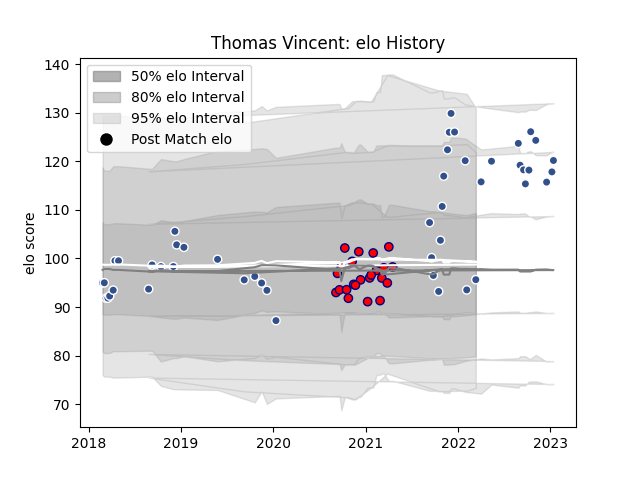 Thomas Vincent: elo History
140
130
120
110
100
90
80
70
elo score
50% elo Interval
80% elo Interval
95% elo Interval
Post Match elo
2018 2019 2020 2021 2022 2023